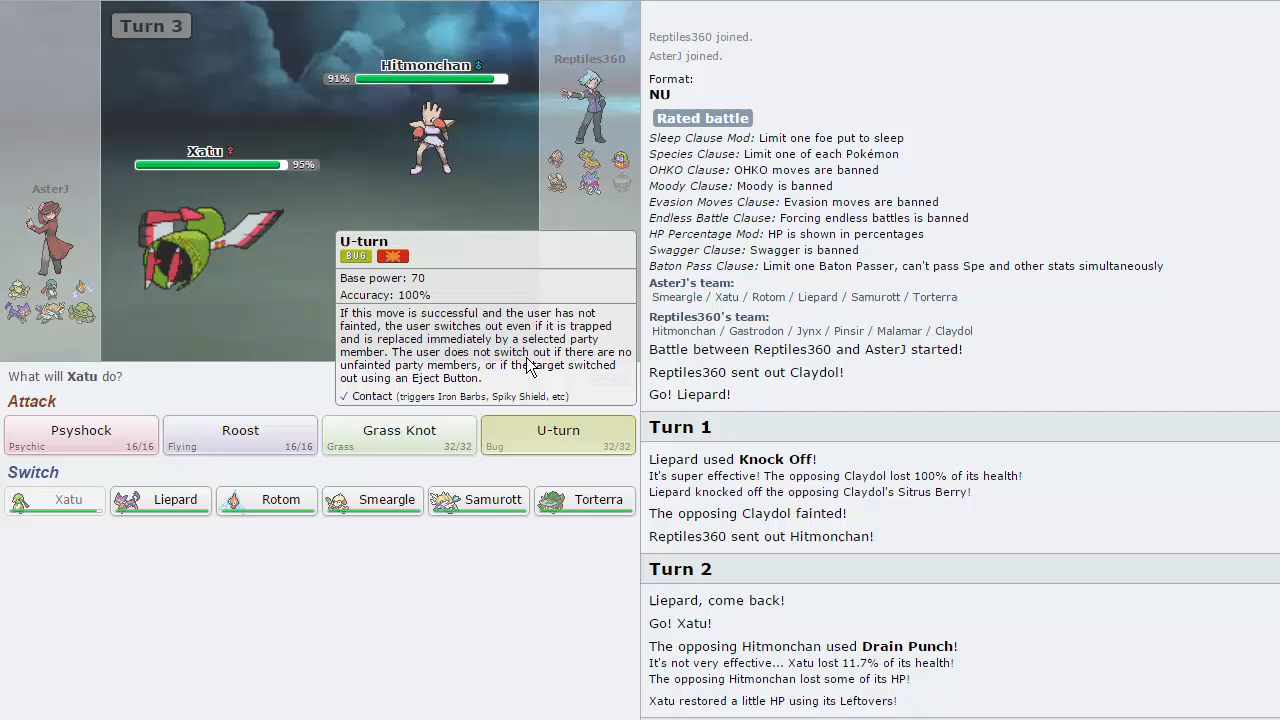 Turn 3
Hitmonchan
91%
Reptiles360
Xatu
95%
AsterJ
U-turn
BUG
Base power: 70
Accuracy: 100%
If this move is successful and the user has not
fainted, the user switches out even if it is trapped
and is replaced immediately by a selected party
member. The user does not switch out if there are no
unfainted party members, or if the target switched
out using an Eject Button.
✓ Contact (triggers Iron Barbs, Spiky Shield, etc)
What will Xatu do?
Attack
Psyshock
Psychic 16/16
Roost
Flying 16/16
Grass Knot
Grass 32/32
U-turn
Bug 32/32
Switch
Xatu
Liepard
Rotom
Smeargle
Samurott
Torterra
Reptiles360 joined.
AsterJ joined.
Format:
NU
Rated battle
Sleep Clause Mod: Limit one foe put to sleep
Species Clause: Limit one of each Pokémon
OHKO Clause: OHKO moves are banned
Moody Clause: Moody is banned
Evasion Moves Clause: Evasion moves are banned
Endless Battle Clause: Forcing endless battles is banned
HP Percentage Mod: HP is shown in percentages
Swagger Clause: Swagger is banned
Baton Pass Clause: Limit one Baton Passer, can't pass Spe and other stats simultaneously
AsterJ's team:
Smeargle / Xatu / Rotom / Liepard / Samurott / Torterra
Reptiles360's team:
Hitmonchan / Gastrodon / Jynx / Pinsir / Malamar / Claydol
Battle between Reptiles360 and AsterJ started!
Reptiles360 sent out Claydol!
Go! Liepard!
Turn 1
Liepard used Knock Off!
It's super effective! The opposing Claydol lost 100% of its health!
Liepard knocked off the opposing Claydol's Sitrus Berry!
The opposing Claydol fainted!
Reptiles360 sent out Hitmonchan!
Turn 2
Liepard, come back!
Go! Xatu!
The opposing Hitmonchan used Drain Punch!
It's not very effective... Xatu lost 11.7% of its health!
The opposing Hitmonchan lost some of its HP!
Xatu restored a little HP using its Leftovers!